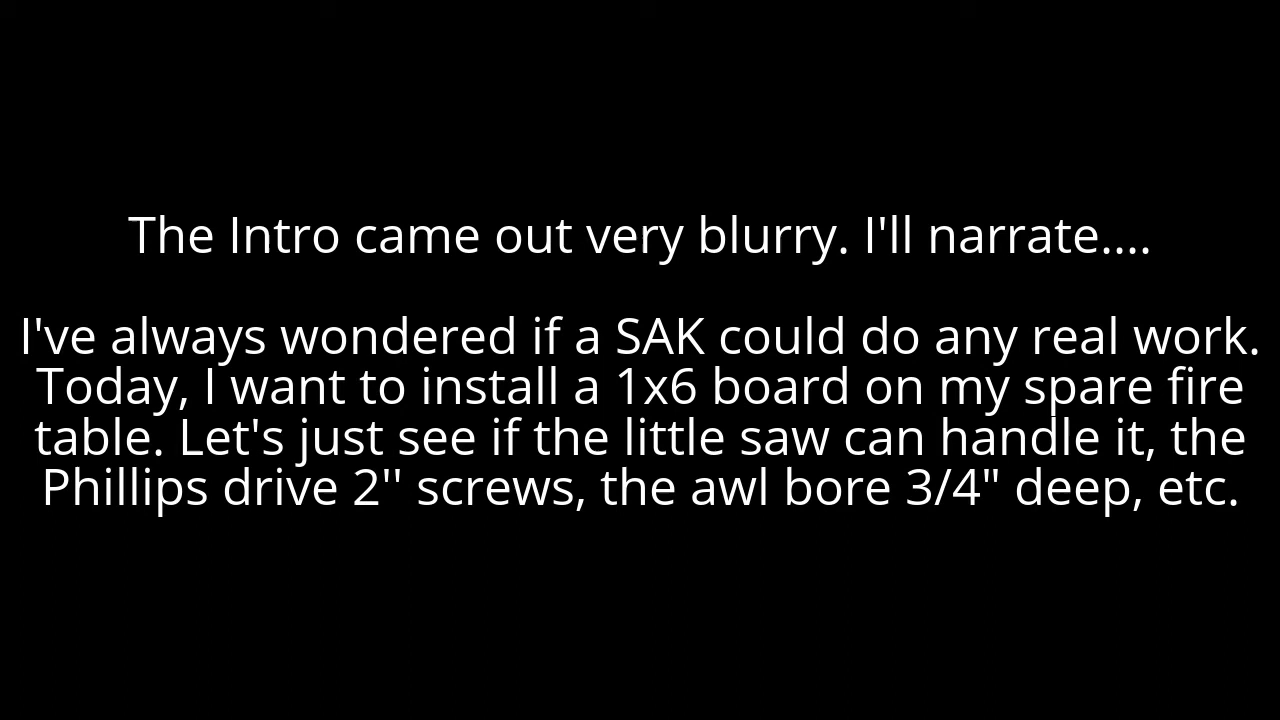 The Intro came out very blurry. I'll narrate....
I've always wondered if a SAK could do any real work.
Today, I want to install a 1x6 board on my spare fire
table. Let's just see if the little saw can handle it, the
Phillips drive 2'' screws, the awl bore 3/4" deep, etc.